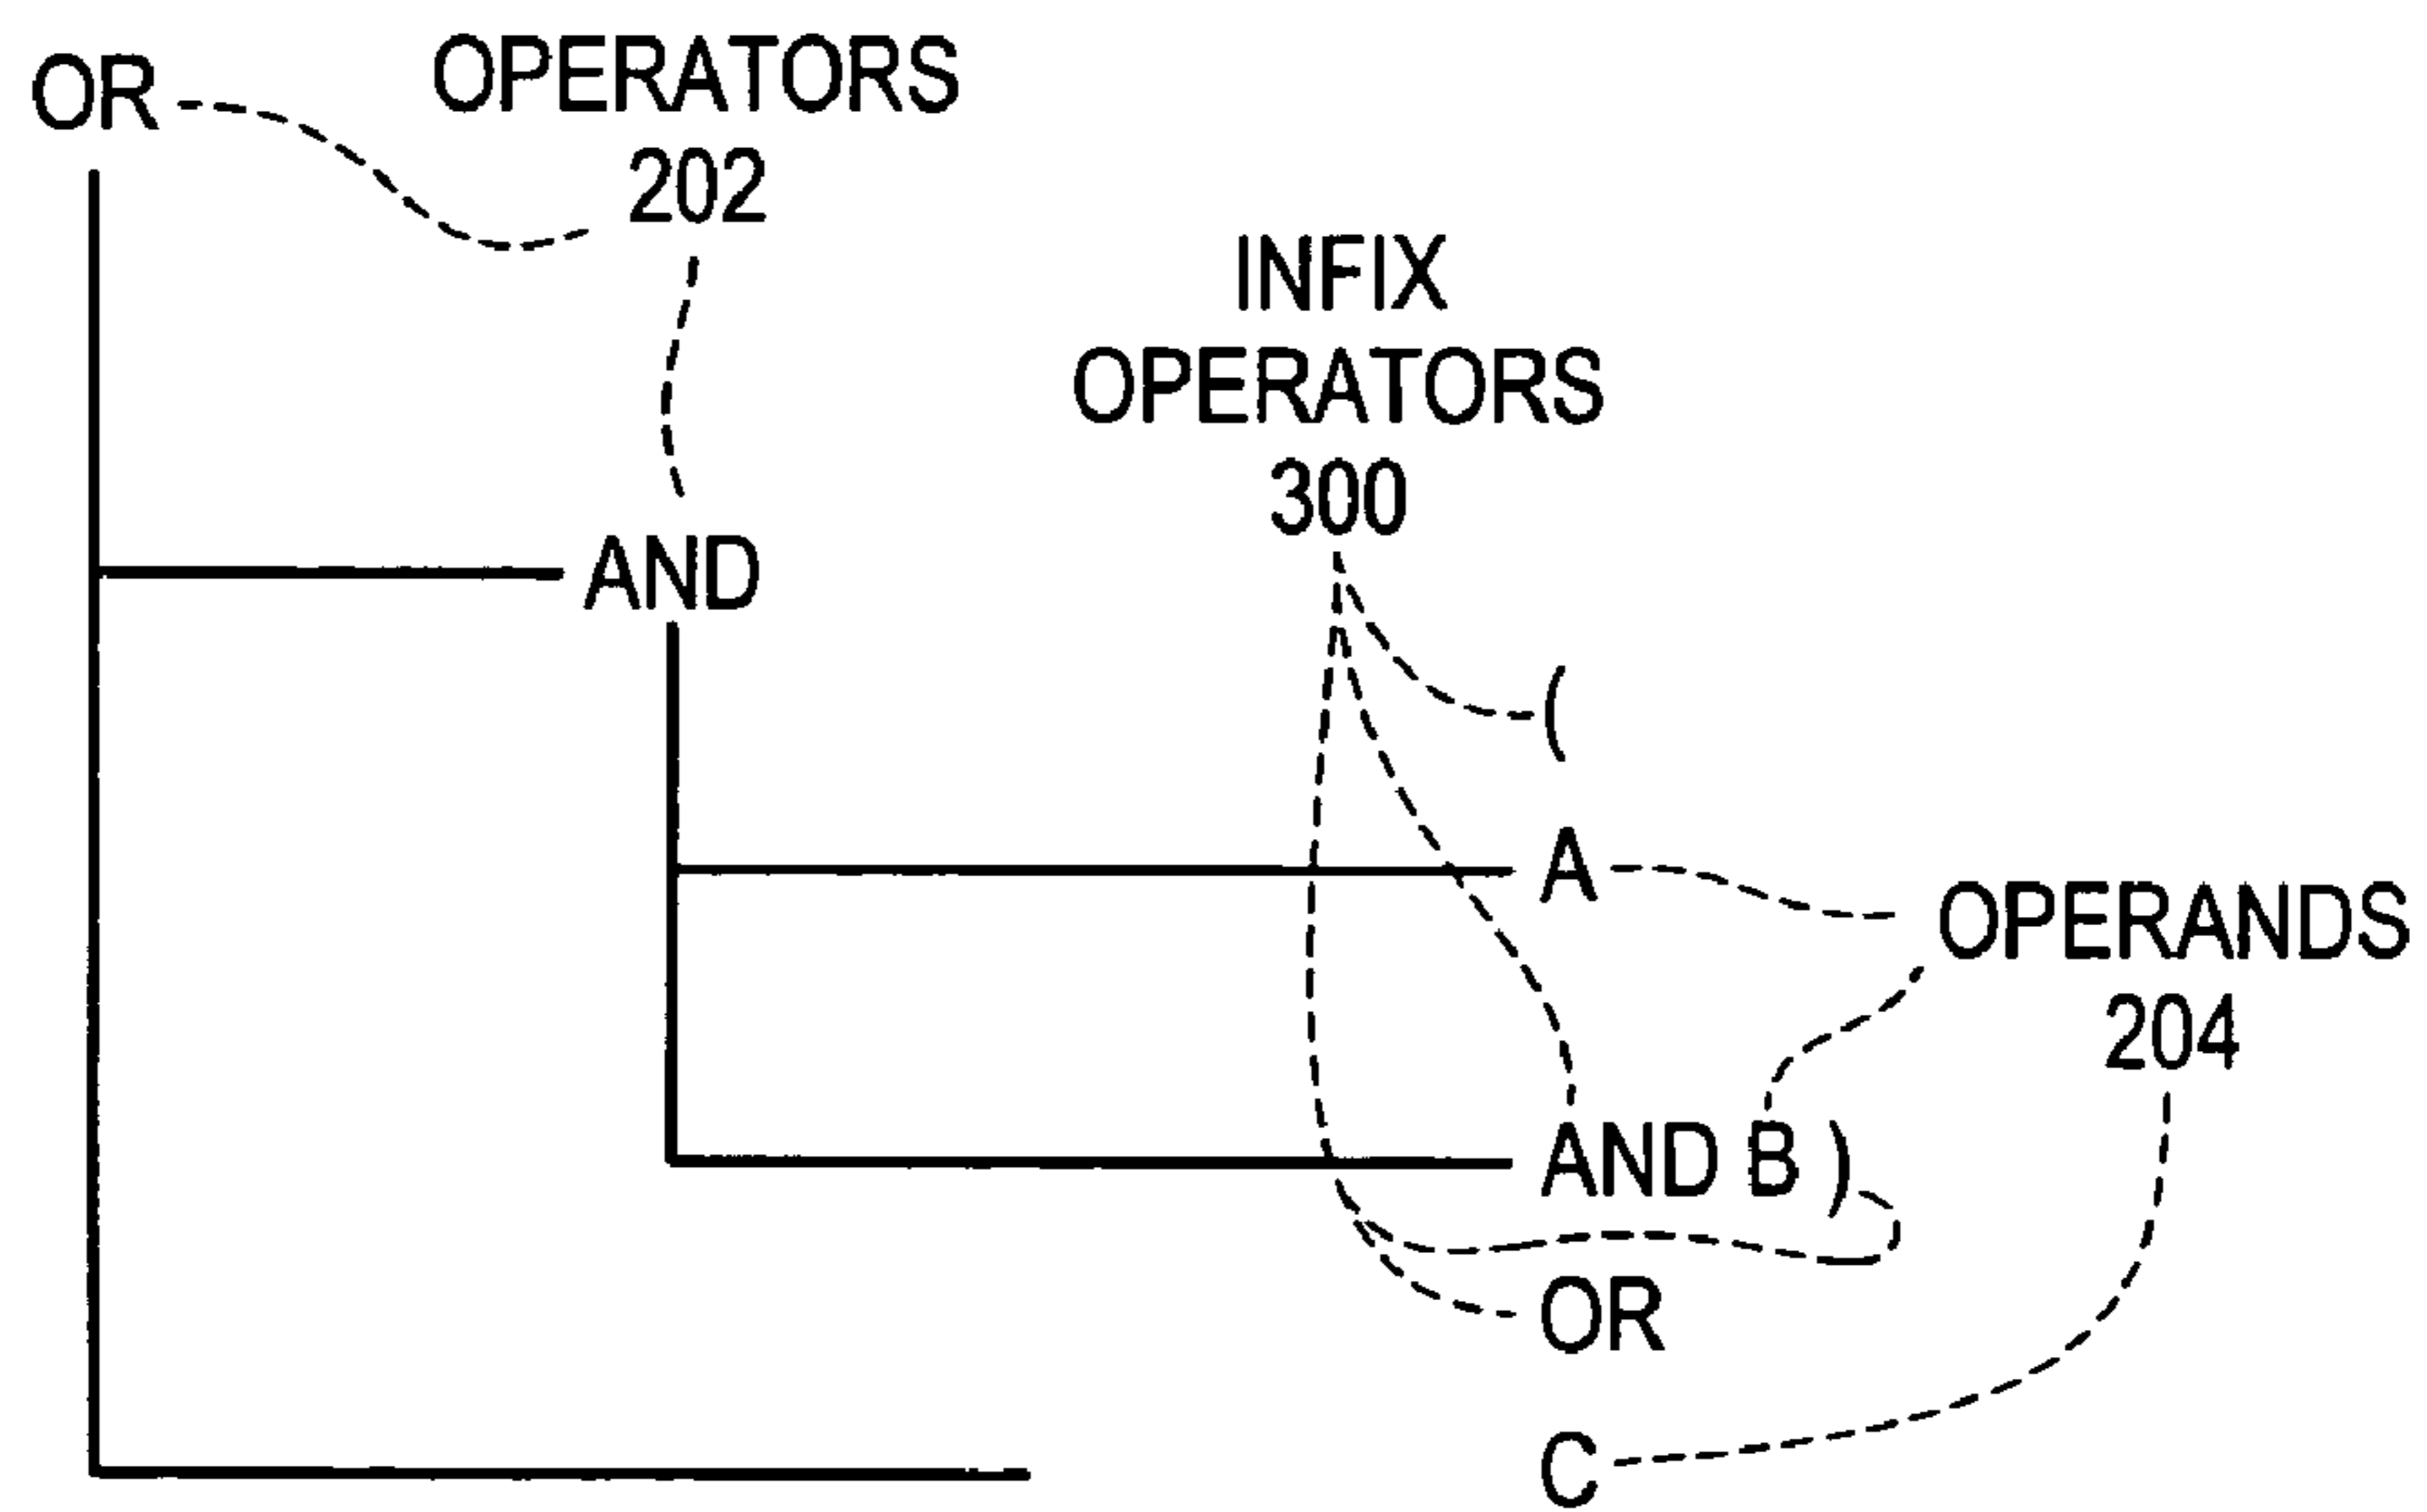 OR
OPERATORS
202
INFIX
OPERATORS
300
AND
(
A
OPERANDS
204
AND B )
OR
C